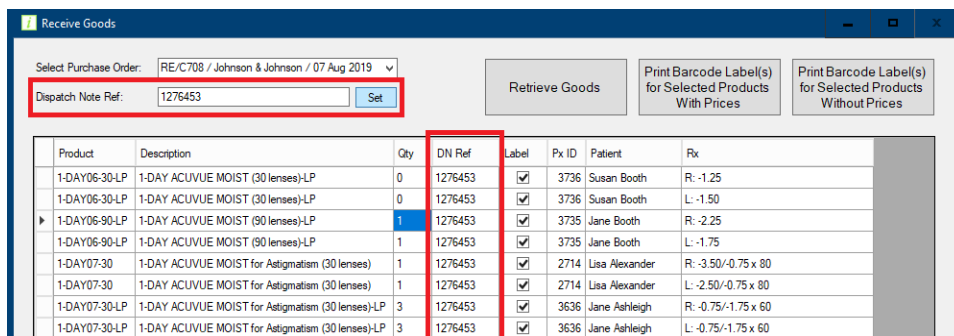 Receive Goods
Select Purchase Order: RE/C708 / Johnson & Johnson / 07 Aug 2019
Dispatch Note Ref: 1276453 Set
Retrieve Goods
Print Barcode Label(s)
for Selected Products
With Prices
Print Barcode Label(s)
for Selected Products
Without Prices
Product Description Qty DN Ref Label Px ID Patient Rx
1-DAY06-30-LP 1-DAY ACUVUE MOIST (30 lenses)-LP 0 1276453 3736 Susan Booth R: -1.25
1-DAY06-30-LP 1-DAY ACUVUE MOIST (30 lenses)-LP 0 1276453 3736 Susan Booth L: -1.50
1-DAY06-90-LP 1-DAY ACUVUE MOIST (90 lenses)-LP 1 1276453 3735 Jane Booth R: -2.25
1-DAY06-90-LP 1-DAY ACUVUE MOIST (90 lenses)-LP 1 1276453 3735 Jane Booth L: -1.75
1-DAY07-30 1-DAY ACUVUE MOIST for Astigmatism (30 lenses) 1 1276453 2714 Lisa Alexander R: -3.50/-0.75 x 80
1-DAY07-30 1-DAY ACUVUE MOIST for Astigmatism (30 lenses) 1 1276453 2714 Lisa Alexander L: -2.50/-0.75 x 80
1-DAY07-30-LP 1-DAY ACUVUE MOIST for Astigmatism (30 lenses)-LP 3 1276453 3636 Jane Ashleigh R: -0.75/-1.75 x 60
1-DAY07-30-LP 1-DAY ACUVUE MOIST for Astigmatism (30 lenses)-LP 3 1276453 3636 Jane Ashleigh L: -0.75/-1.75 x 60